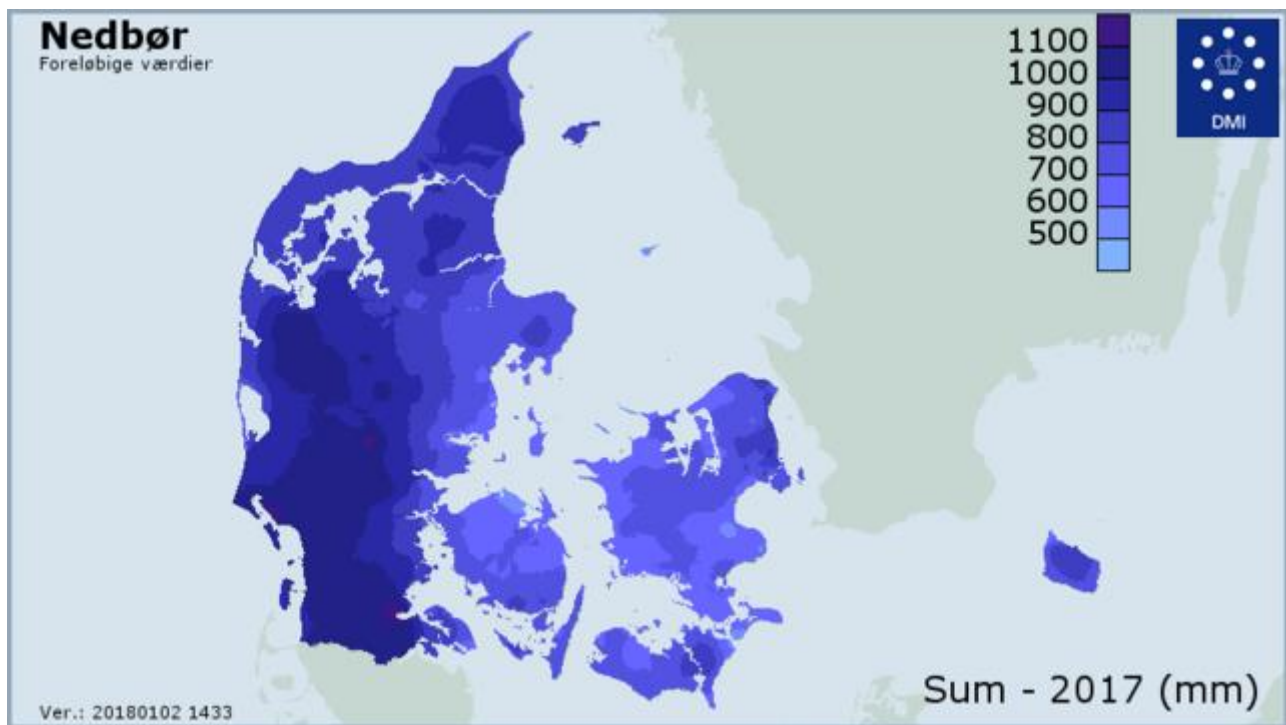 Nedbør
Foreløbige værdier
1100
1000
900
800
700
600
500
DMI
Sum - 2017 (mm)
Ver.: 20180102 1433